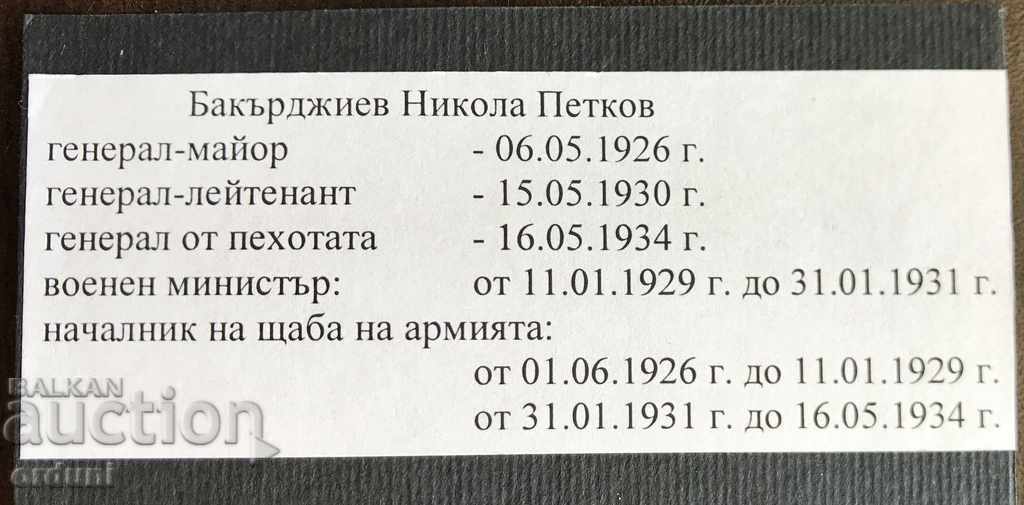 Бакърджиев Никола Петков
генерал-майор - 06.05.1926 г.
генерал-лейтенант - 15.05.1930 г.
генерал от пехотата - 16.05.1934 г.
военен министър: от 11.01.1929 г. до 31.01.1931 г.
началник на щаба на армията:
от 01.06.1926 г. до 11.01.1929 г.
от 31.01.1931 г. до 16.05.1934 г.
BALKAN
auction
orduni